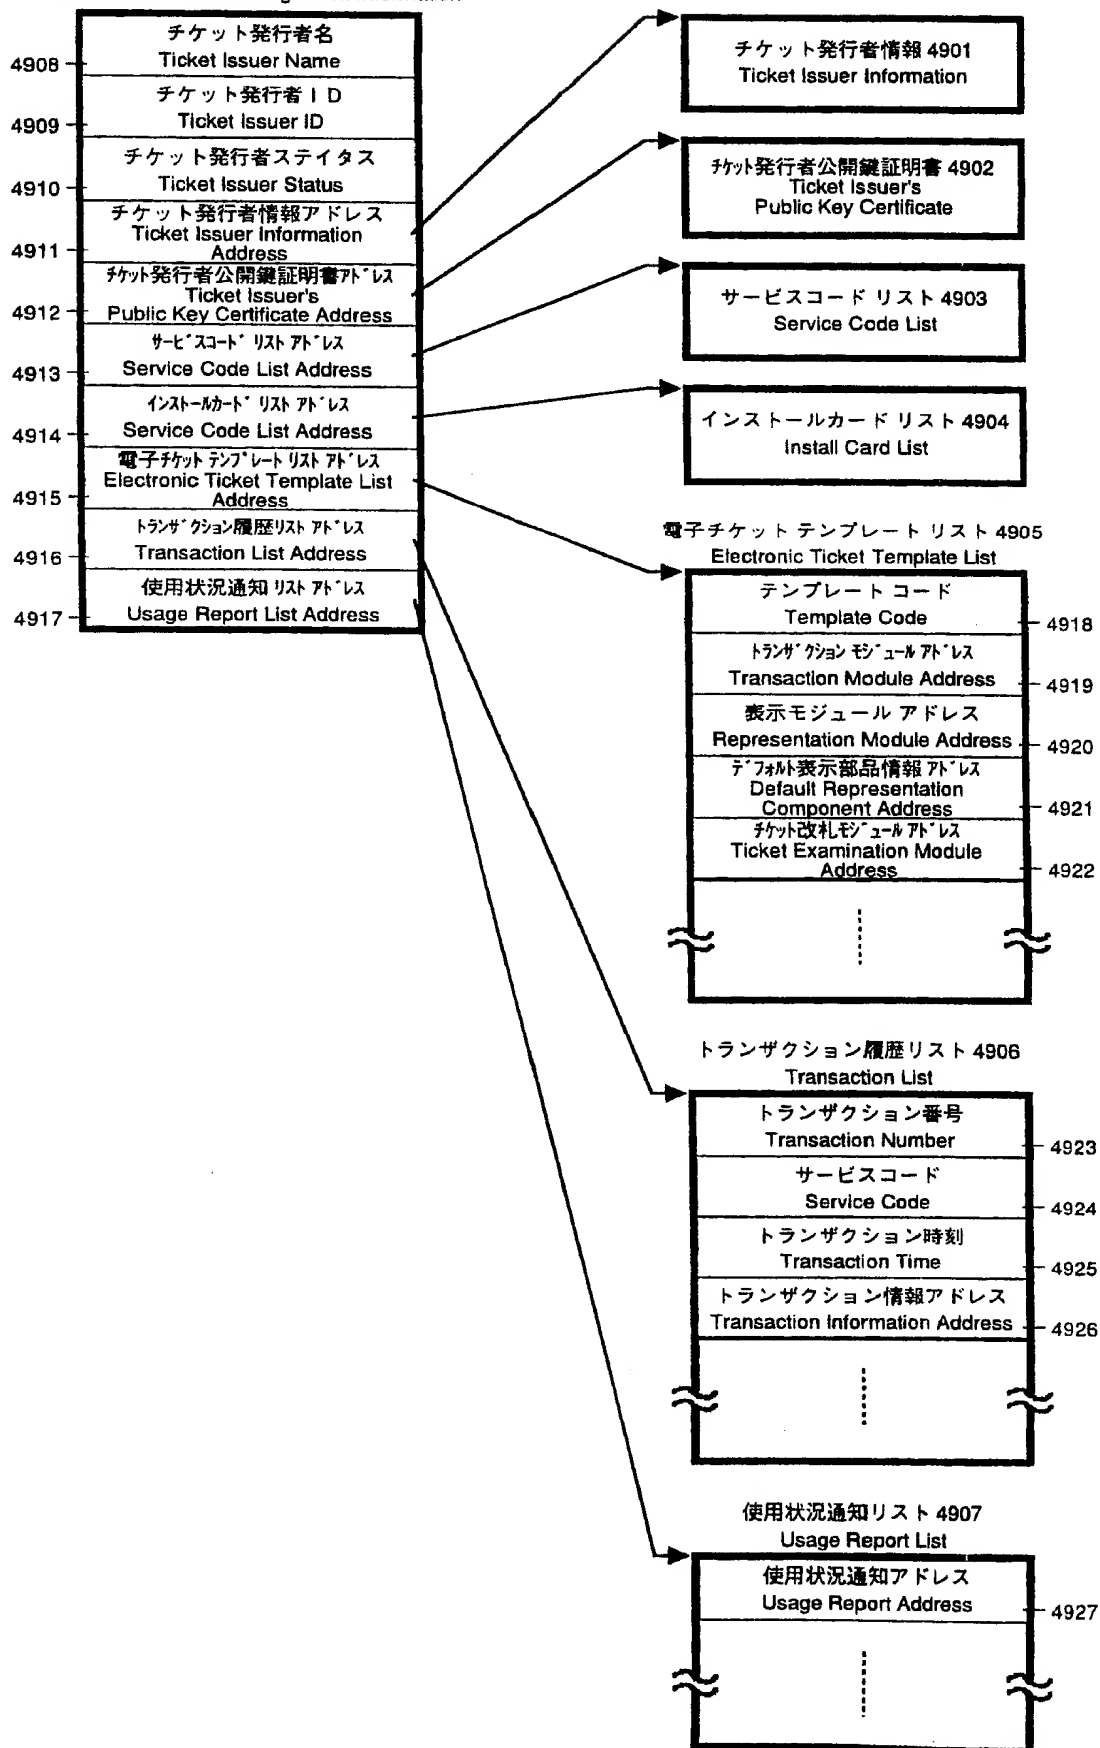 チケット発行者名
Ticket Issuer Name
4908
チケット発行者ID
Ticket Issuer ID
4909
チケット発行者ステイタス
Ticket Issuer Status
4910
チケット発行者情報アドレス
Ticket Issuer Information
Address
4911
チケット発行者公開鍵証明書アドレス
Ticket Issuer's
Public Key Certificate Address
4912
サービスコード リスト アドレス
Service Code List Address
4913
インストールカード リスト アドレス
Service Code List Address
4914
電子チケット テンプレート リスト アドレス
Electronic Ticket Template List
Address
4915
トランザクション履歴リスト アドレス
Transaction List Address
4916
使用状況通知 リスト アドレス
Usage Report List Address
4917
チケット発行者情報 4901
Ticket Issuer Information
チケット発行者公開鍵証明書 4902
Ticket Issuer's
Public Key Certificate
サービスコード リスト 4903
Service Code List
インストールカード リスト 4904
Install Card List
電子チケット テンプレート リスト 4905
Electronic Ticket Template List
テンプレート コード
Template Code
4918
トランザクション モジュール アドレス
Transaction Module Address
4919
表示モジュール アドレス
Representation Module Address
4920
デフォルト表示部品情報 アドレス
Default Representation
Component Address
4921
チケット改札モジュール アドレス
Ticket Examination Module
Address
4922
トランザクション履歴リスト 4906
Transaction List
トランザクション番号
Transaction Number
4923
サービスコード
Service Code
4924
トランザクション時刻
Transaction Time
4925
トランザクション情報アドレス
Transaction Information Address
4926
使用状況通知リスト 4907
Usage Report List
使用状況通知アドレス
Usage Report Address
4927